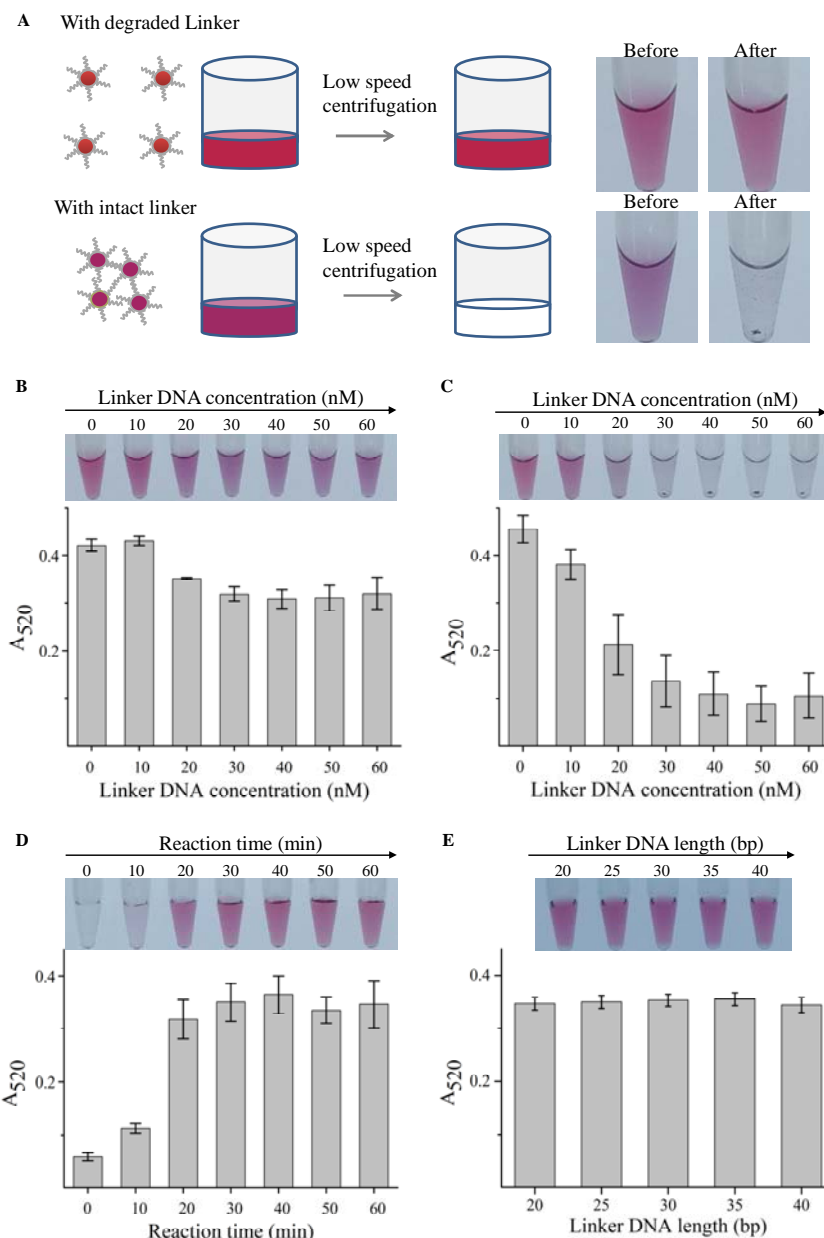 A
With degraded Linker
Low speed
centrifugation
Before After
With intact linker
Low speed
centrifugation
Before After
B
Linker DNA concentration (nM)
0 10 20 30 40 50 60
A520
0.4
0.2
0 10 20 30 40 50 60
Linker DNA concentration (nM)
C
Linker DNA concentration (nM)
0 10 20 30 40 50 60
A520
0.4
0.2
0 10 20 30 40 50 60
Linker DNA concentration (nM)
D
Reaction time (min)
0 10 20 30 40 50 60
A520
0.4
0.2
0 10 20 30 40 50 60
Reaction time (min)
E
Linker DNA length (bp)
20 25 30 35 40
A520
0.4
0.2
20 25 30 35 40
Linker DNA length (bp)